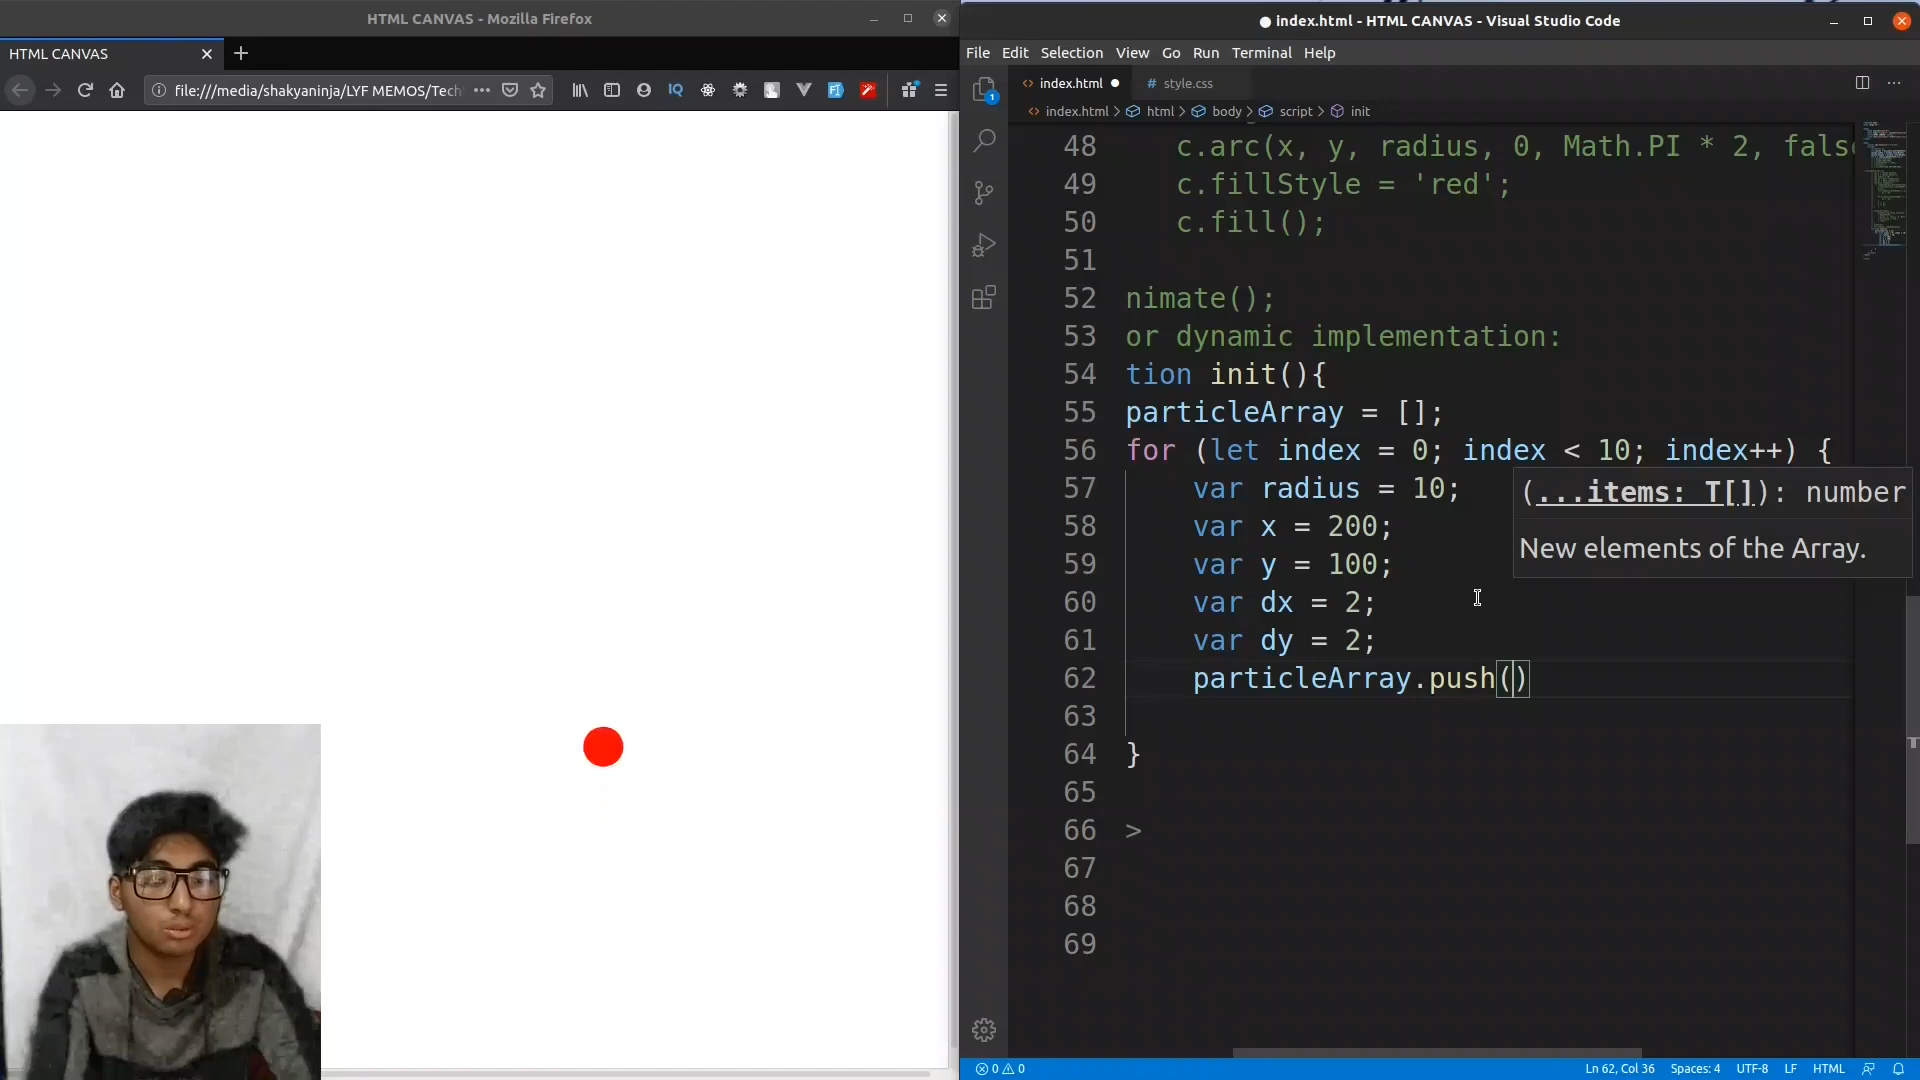 HTML CANVAS - Mozilla Firefox
HTML CANVAS
file:///media/shakyaninja/LYF MEMOS/Tech
IQ
● index.html - HTML CANVAS - Visual Studio Code
File Edit Selection View Go Run Terminal Help
<> index.html ●
# style.css
<> index.html > html > body > script > init
1
48 c.arc(x, y, radius, 0, Math.PI * 2, false
49 c.fillStyle = 'red';
50 c.fill();
51
52 nimate();
53 or dynamic implementation:
54 tion init(){
55 particleArray = [];
56 for (let index = 0; index < 10; index++) {
57 var radius = 10;
58 var x = 200;
59 var y = 100;
60 var dx = 2;
61 var dy = 2;
62 particleArray.push()
63
64 }
65
66 >
67
68
69
(...items: T[]): number
New elements of the Array.
0 0
Ln 62, Col 36 Spaces: 4 UTF-8 LF HTML